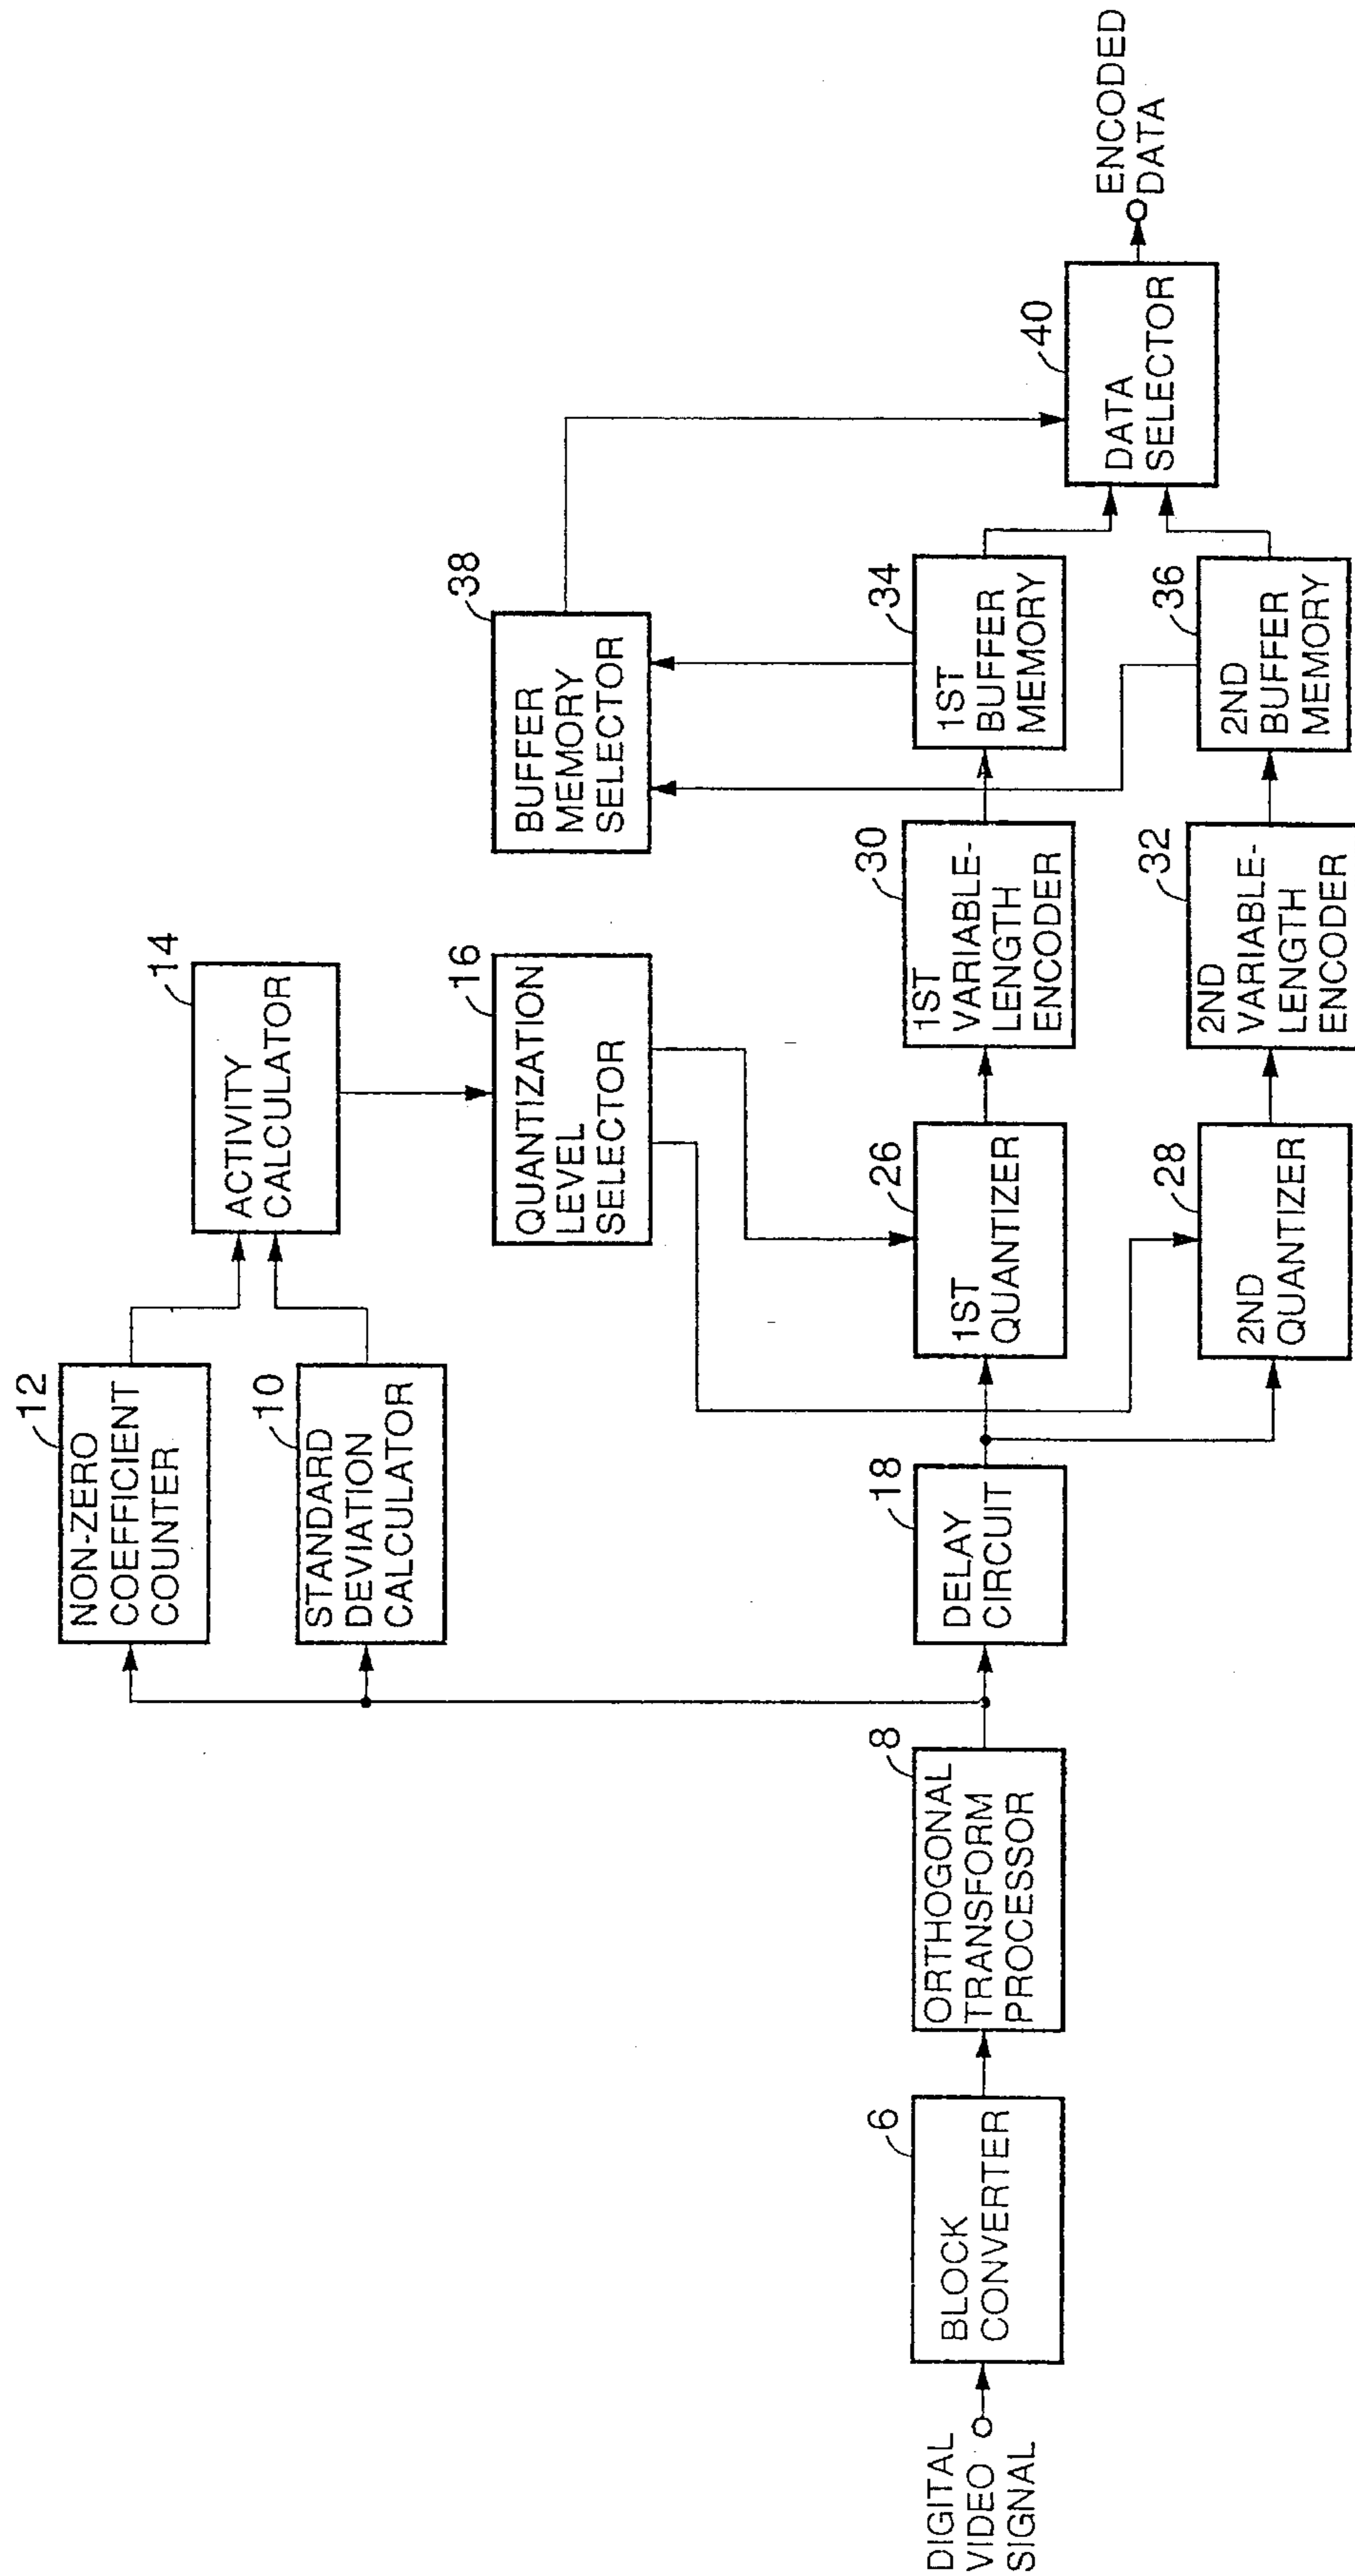 12
NON-ZERO
COEFFICIENT
COUNTER
10
STANDARD
DEVIATION
CALCULATOR
14
ACTIVITY
CALCULATOR
16
QUANTIZATION
LEVEL
SELECTOR
38
BUFFER
MEMORY
SELECTOR
DIGITAL
VIDEO
SIGNAL
6
BLOCK
CONVERTER
8
ORTHOGONAL
TRANSFORM
PROCESSOR
18
DELAY
CIRCUIT
26
1ST
QUANTIZER
30
1ST
VARIABLE-
LENGTH
ENCODER
34
1ST
BUFFER
MEMORY
40
DATA
SELECTOR
ENCODED
DATA
28
2ND
QUANTIZER
32
2ND
VARIABLE-
LENGTH
ENCODER
36
2ND
BUFFER
MEMORY